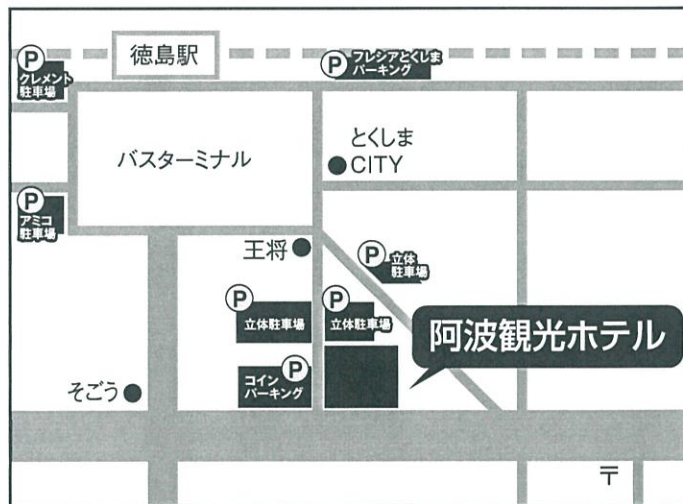 徳島駅
P
クレメント
駐車場
P
フレシアとくしま
パーキング
バスターミナル
とくしま
CITY
P
アミコ
駐車場
王将
P
立体
駐車場
P
立体駐車場
P
立体駐車場
阿波観光ホテル
P
コイン
パーキング
そごう
〒